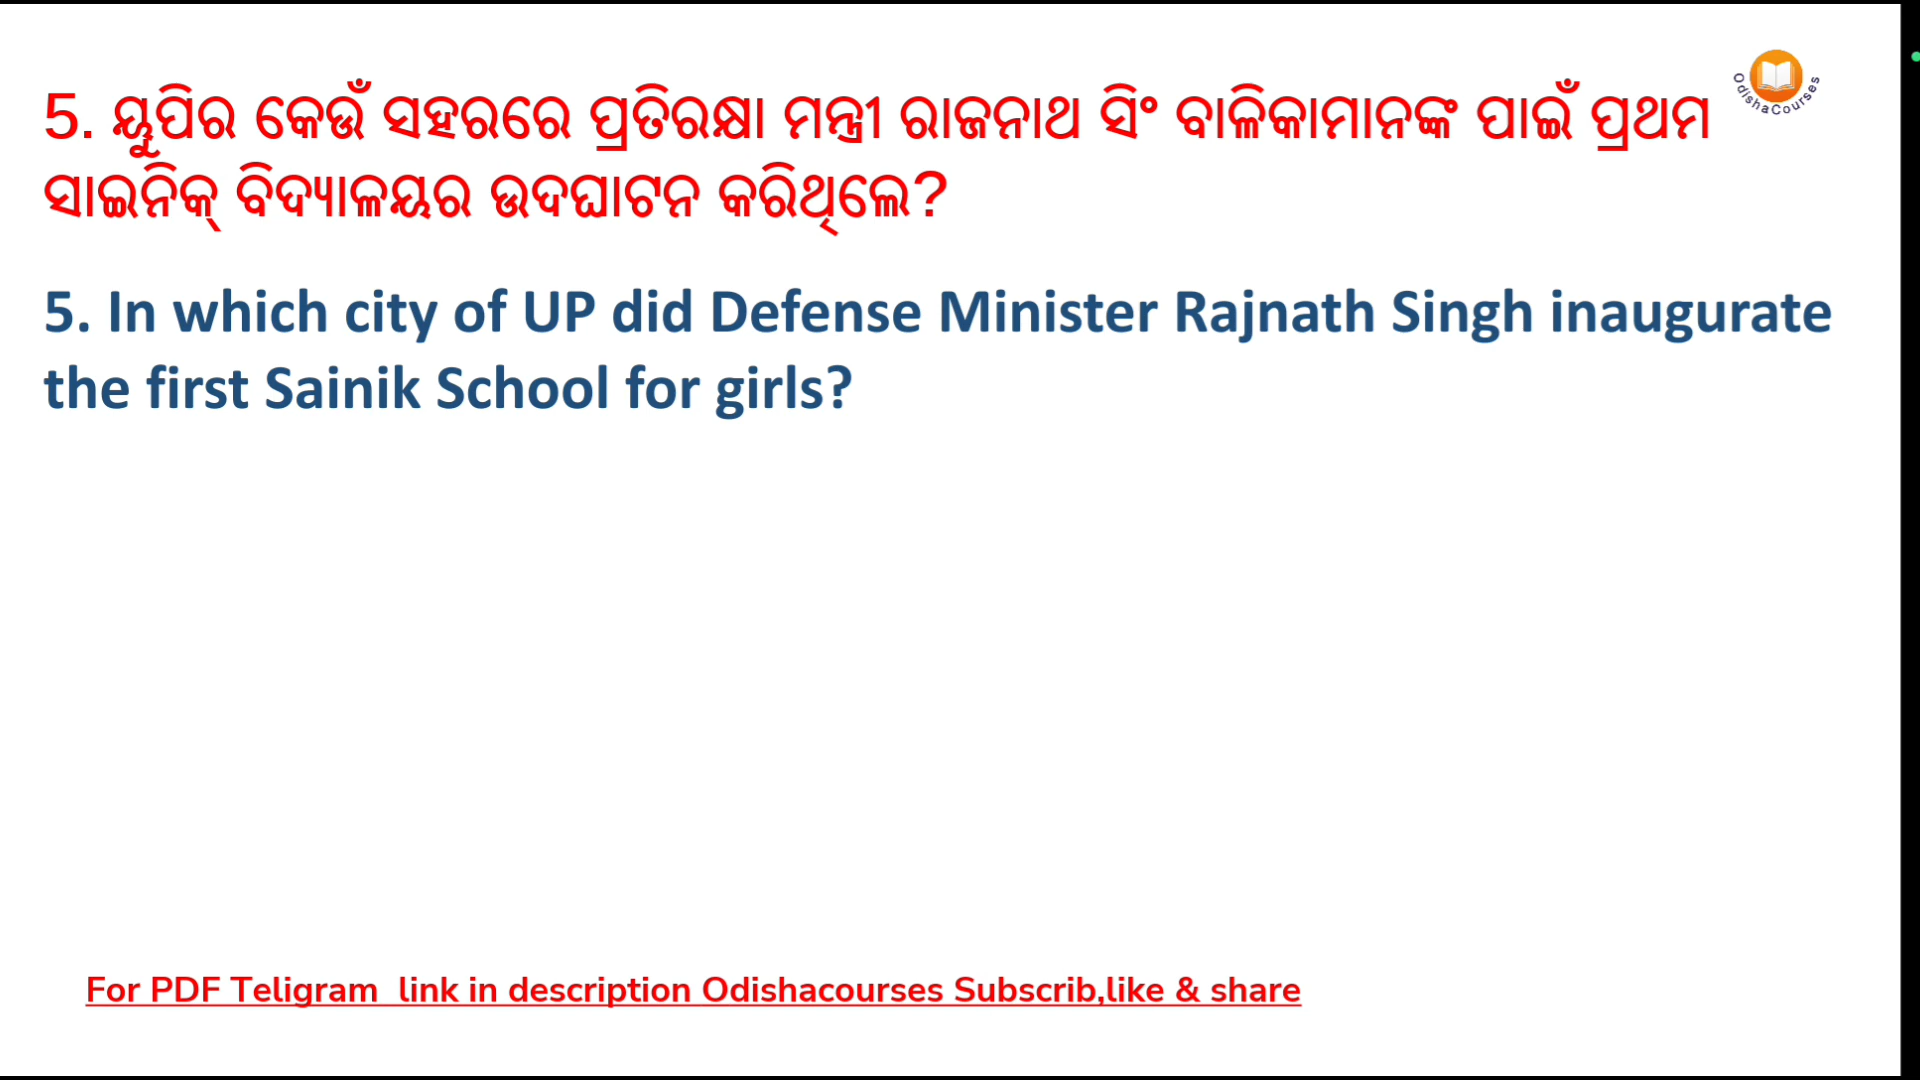 5. ୟୁପିର କେଉଁ ସହରରେ ପ୍ରତିରକ୍ଷା ମନ୍ତ୍ରୀ ରାଜନାଥ ସିଂ ବାଳିକାମାନଙ୍କ ପାଇଁ ପ୍ରଥମ
ସାଇନିକ୍ ବିଦ୍ୟାଳୟର ଉଦଘାଟନ କରିଥିଲେ?
OdishaCourses
5. In which city of UP did Defense Minister Rajnath Singh inaugurate
the first Sainik School for girls?
For PDF Teligram  link in description Odishacourses Subscrib,like & share